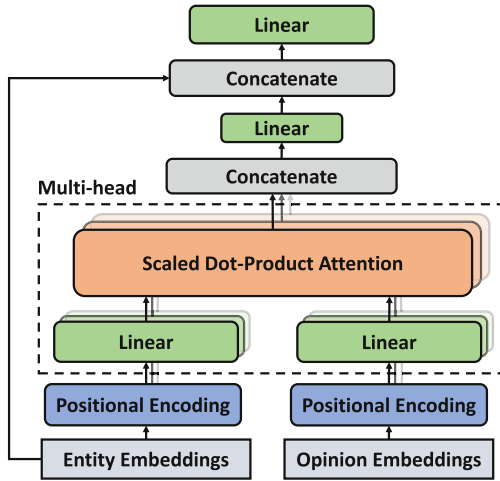 Linear
Concatenate
Linear
Concatenate
Multi-head
Scaled Dot-Product Attention
Linear
Linear
Positional Encoding
Positional Encoding
Entity Embeddings
Opinion Embeddings